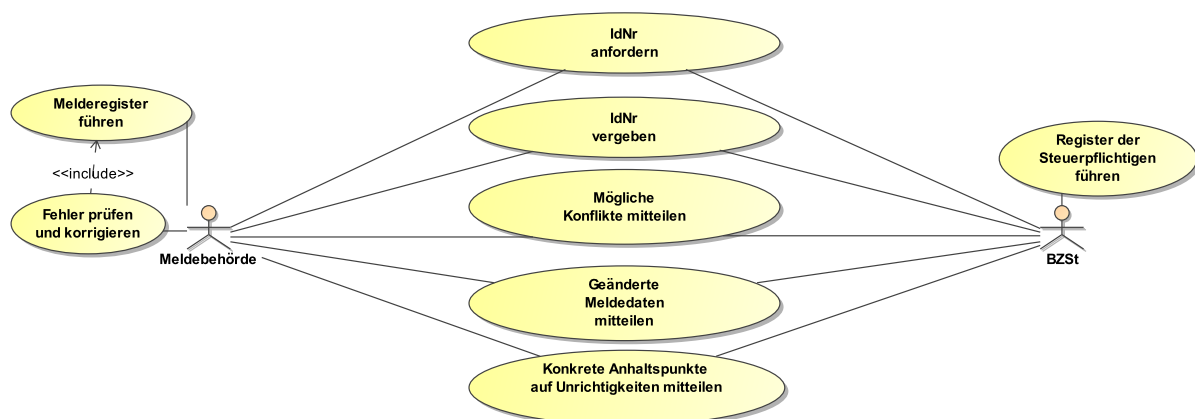 IdNr
anfordern
Melderegister
führen
IdNr
vergeben
Register der
Steuerpflichtigen
führen
<<include>>
Mögliche
Konflikte mitteilen
Fehler prüfen
und korrigieren
Meldebehörde
BZSt
Geänderte
Meldedaten
mitteilen
Konkrete Anhaltspunkte
auf Unrichtigkeiten mitteilen